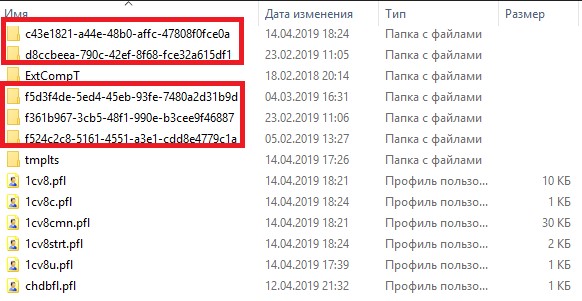 Имя Дата изменения Тип Размер
c43e1821-a44e-48b0-affc-47808f0fce0a 14.04.2019 18:24 Папка с файлами
d8ccbeea-790c-42ef-8f68-fce32a615df1 23.02.2019 11:05 Папка с файлами
ExtCompT 18.02.2018 20:14 Папка с файлами
f5d3f4de-5ed4-45eb-93fe-7480a2d31b9d 04.03.2019 16:31 Папка с файлами
f361b967-3cb5-48f1-990e-b3cee9f46887 23.02.2019 11:06 Папка с файлами
f524c2c8-5161-4551-a3e1-cdd8e4779c1a 05.02.2019 13:27 Папка с файлами
tmplts 14.04.2019 17:26 Папка с файлами
1cv8.pfl 14.04.2019 18:21 Профиль пользо... 10 КБ
1cv8c.pfl 14.04.2019 18:24 Профиль пользо... 1 КБ
1cv8cmn.pfl 14.04.2019 18:21 Профиль пользо... 30 КБ
1cv8strt.pfl 14.04.2019 18:24 Профиль пользо... 2 КБ
1cv8u.pfl 14.04.2019 17:39 Профиль пользо... 1 КБ
chdbfl.pfl 12.04.2019 21:32 Профиль пользо... 1 КБ